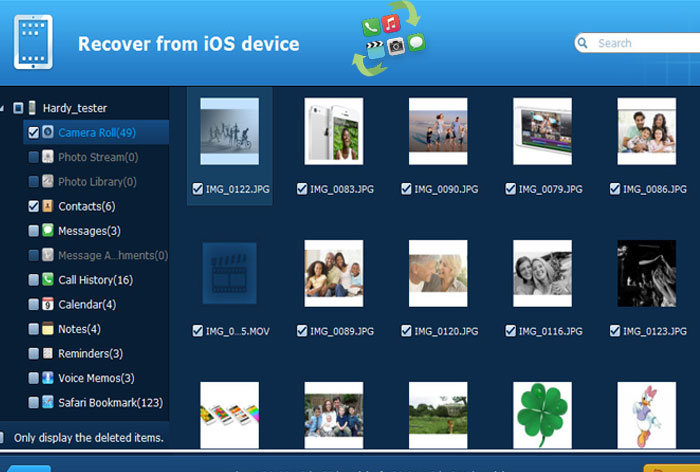 Recover from iOS device
Search
Hardy_tester
Camera Roll(49)
Photo Stream(0)
Photo Library(0)
Contacts(6)
Messages(3)
Message A...hments(0)
Call History(16)
Calendar(4)
Notes(4)
Reminders(3)
Voice Memos(3)
Safari Bookmark(123)
Only display the deleted items.
IMG_0122.JPG
IMG_0083.JPG
IMG_0090.JPG
IMG_0079.JPG
IMG_0086.JPG
IMG_0...5.MOV
IMG_0089.JPG
IMG_0120.JPG
IMG_0116.JPG
IMG_0123.JPG